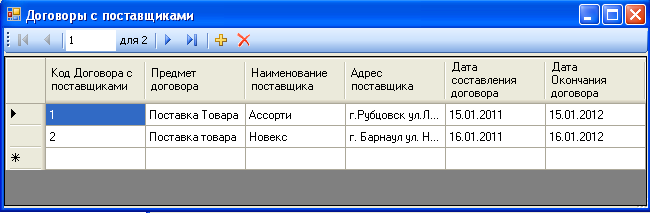 Договоры с поставщиками
1 для 2
Код Договора с поставщиками Предмет договора Наименование поставщика Адрес поставщика Дата составления договора Дата Окончания договора
1 Поставка Товара Ассорти г.Рубцовск ул.Л... 15.01.2011 15.01.2012
2 Поставка товара Новекс г. Барнаул ул. Н... 16.01.2011 16.01.2012